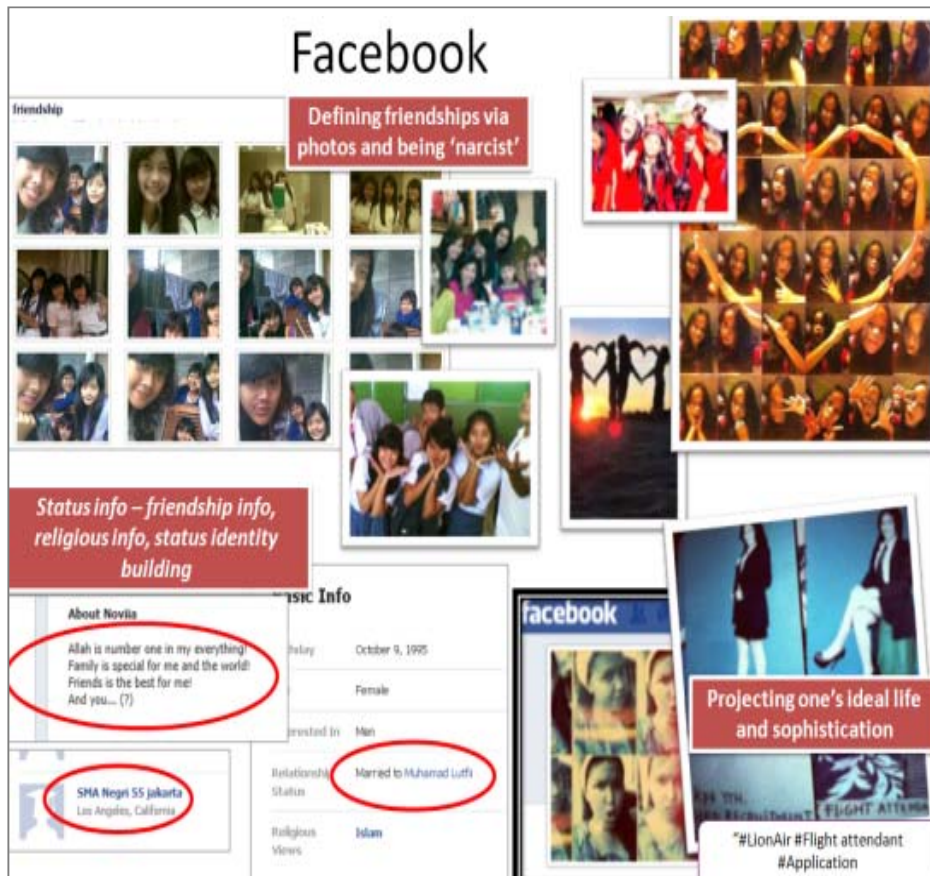 Facebook
friendship
Defining friendships via
photos and being ‘narcist’
Status info – friendship info,
religious info, status identity
building
About Noviia
Allah is number one in my everything!
Family is special for me and the world!
Friends is the best for me!
And you.... (?)
SMA Negri 55 jakarta
Los Angeles, California
Basic Info
October 9, 1995
Female
Interested In
Men
Relationship
Status
Married to Muhamad Lutfi
Religious
Views
Islam
facebook
Projecting one’s ideal life
and sophistication
FLIGHT
“#LionAir #Flight attendant
#Application